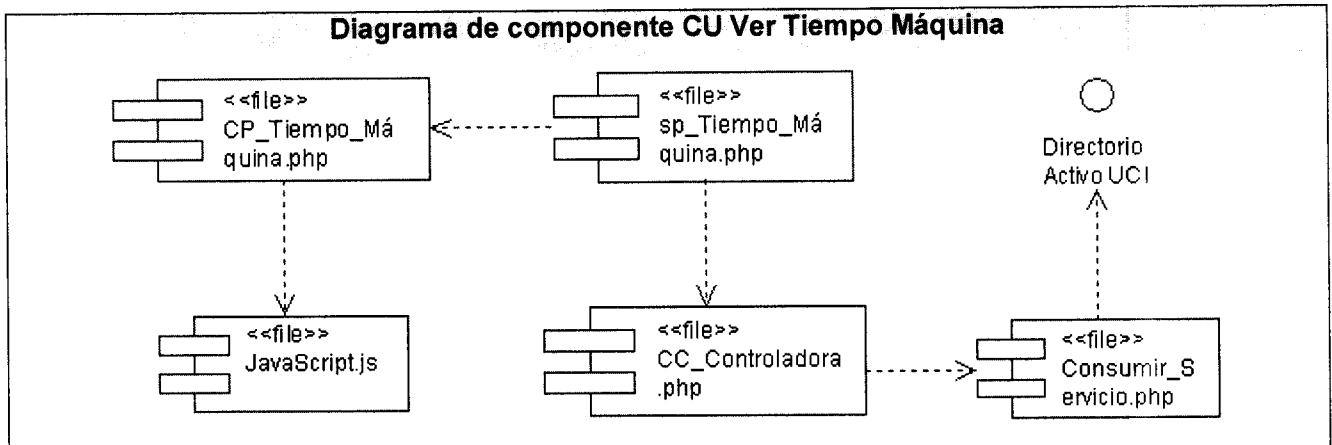 Diagrama de componente CU Ver Tiempo Máquina
<<file>>
CP_Tiempo_Má
quina.php
<<file>>
sp_Tiempo_Má
quina.php
Directorio
Activo UCI
<<file>>
JavaScript.js
<<file>>
CC_Controladora
.php
<<file>>
Consumir_S
ervicio.php